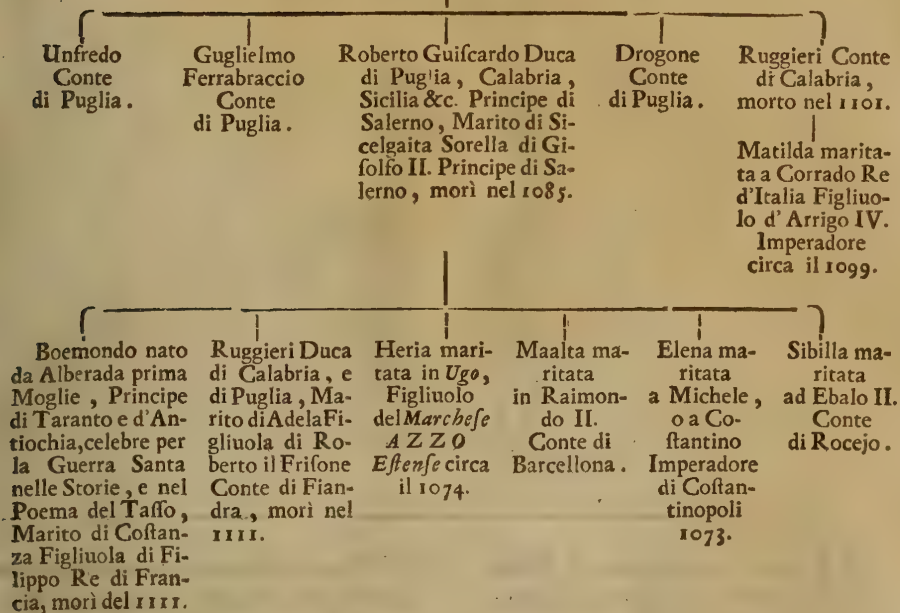 Unfredo
Conte
di Puglia.
Guglielmo
Ferrabraccio
Conte
di Puglia.
Roberto Guiſcardo Duca
di Puglia, Calabria,
Sicilia &c. Principe di
Salerno, Marito di Si-
celgaita Sorella di Gi-
ſolfo II. Principe di Sa-
lerno, morì nel 1085.
Drogone
Conte
di Puglia.
Ruggieri Conte
di Calabria,
morto nel 1101.
Matilda marita-
ta a Corrado Re
d'Italia Figliuo-
lo d' Arrigo IV.
Imperadore
circa il 1099.
Boemondo nato
da Alberada prima
Moglie, Principe
di Taranto e d'An-
tiochia,celebre per
la Guerra Santa
nelle Storie, e nel
Poema del Taſſo,
Marito di Coſtan-
za Figliuola di Fi-
lippo Re di Fran-
cia, morì del 1111.
Ruggieri Duca
di Calabria, e
di Puglia, Ma-
rito di Adela Fi-
gliuola di Ro-
berto il Friſone
Conte di Fian-
dra, morì nel
1111.
Heria mari-
tata in Ugo,
Figliuolo
del Marcheſe
AZZO
Eſtenſe circa
il 1074.
Maalta ma-
ritata
in Raimon-
do II.
Conte di
Barcellona.
Elena ma-
ritata
a Michele,
o a Co-
ſtantino
Imperadore
di Coſtan-
tinopoli
1073.
Sibilla ma-
ritata
ad Ebalo II.
Conte
di Rocejo.